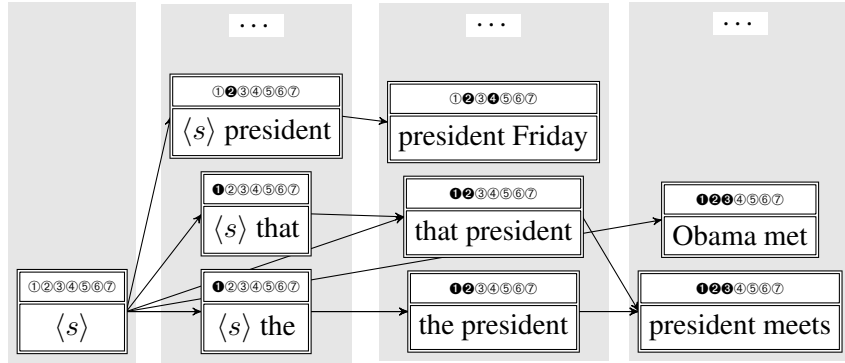 ...
...
...
①❷③④⑤⑥⑦
⟨s⟩ president
①❷③❹⑤⑥⑦
president Friday
❶②③④⑤⑥⑦
⟨s⟩ that
❶❷③④⑤⑥⑦
that president
❶❷❸④⑤⑥⑦
Obama met
①②③④⑤⑥⑦
⟨s⟩
❶②③④⑤⑥⑦
⟨s⟩ the
❶❷③④⑤⑥⑦
the president
❶❷❸④⑤⑥⑦
president meets